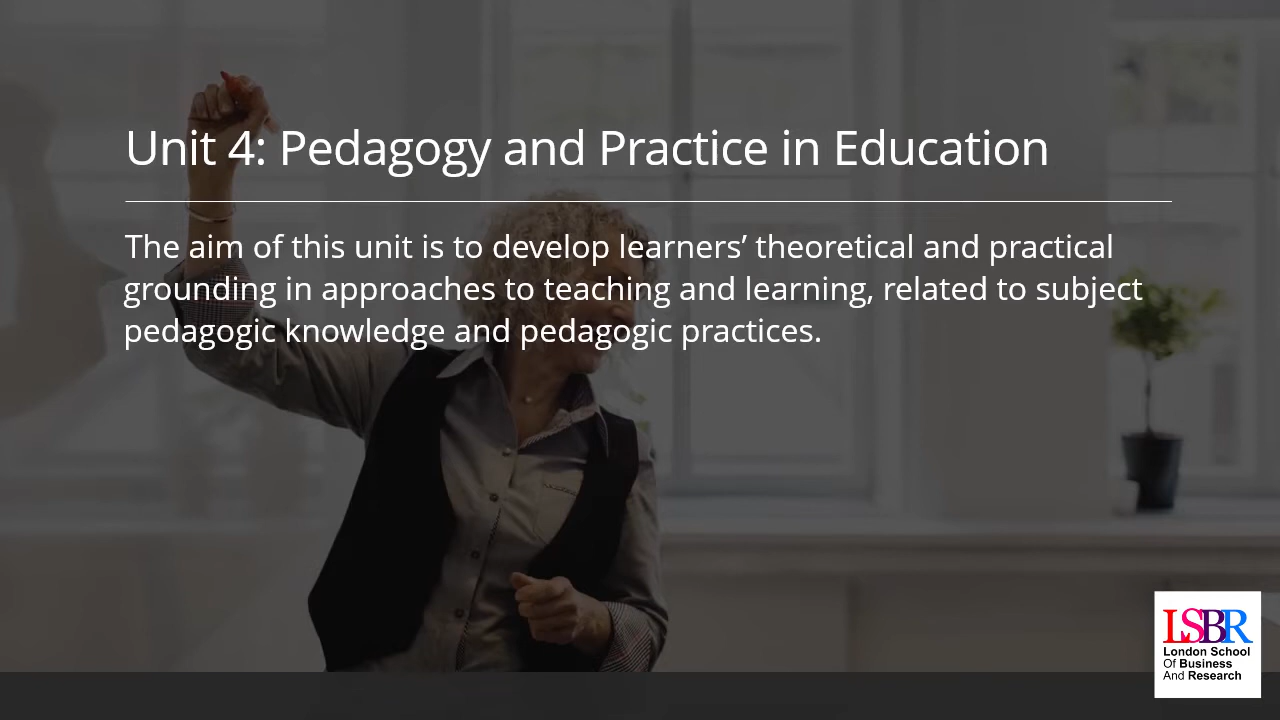 Unit 4: Pedagogy and Practice in Education
The aim of this unit is to develop learners’ theoretical and practical
grounding in approaches to teaching and learning, related to subject
pedagogic knowledge and pedagogic practices.
LSBR
London School
Of Business
And Research